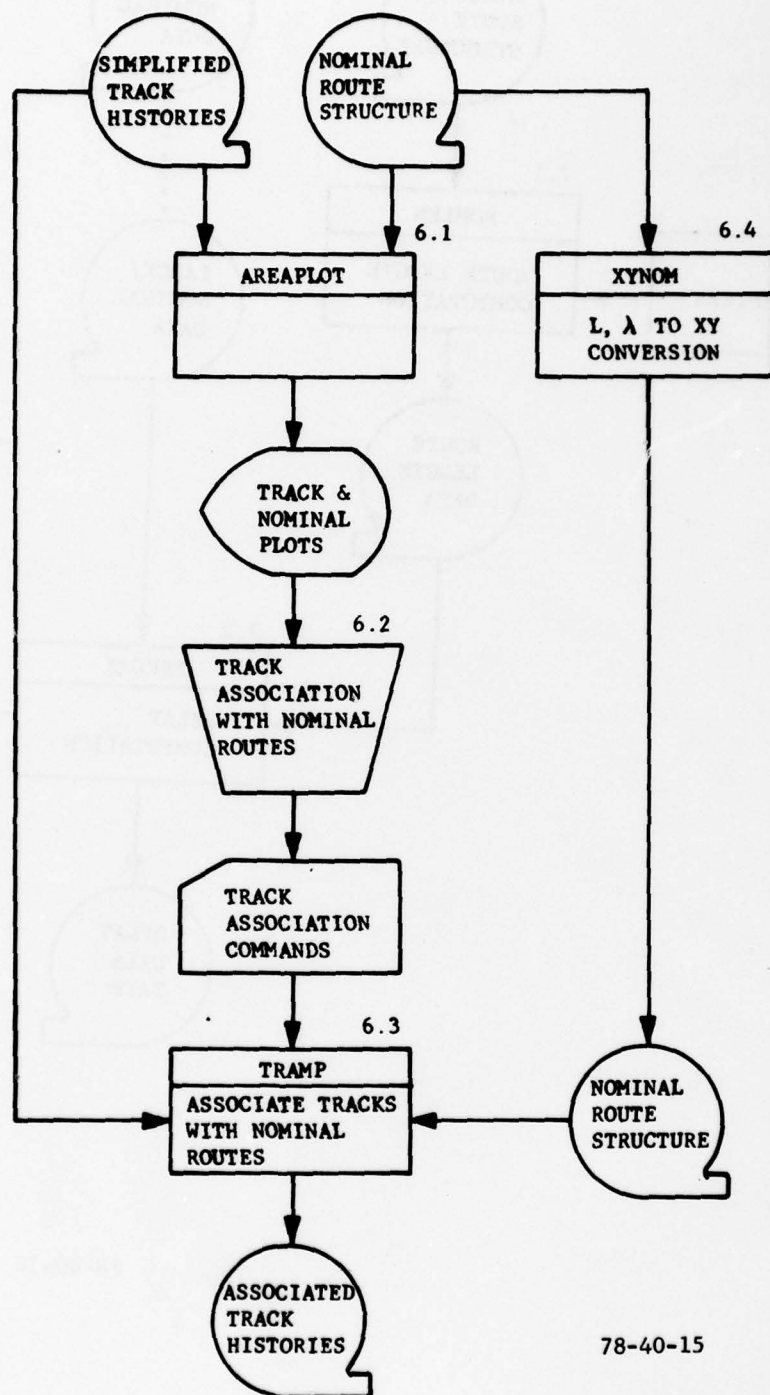 SIMPLIFIED
TRACK
HISTORIES
NOMINAL
ROUTE
STRUCTURE
6.1
AREAPLOT
6.4
XYNOM
L, λ TO XY
CONVERSION
TRACK &
NOMINAL
PLOTS
6.2
TRACK
ASSOCIATION
WITH NOMINAL
ROUTES
TRACK
ASSOCIATION
COMMANDS
6.3
TRAMP
ASSOCIATE TRACKS
WITH NOMINAL
ROUTES
NOMINAL
ROUTE
STRUCTURE
ASSOCIATED
TRACK
HISTORIES
78-40-15